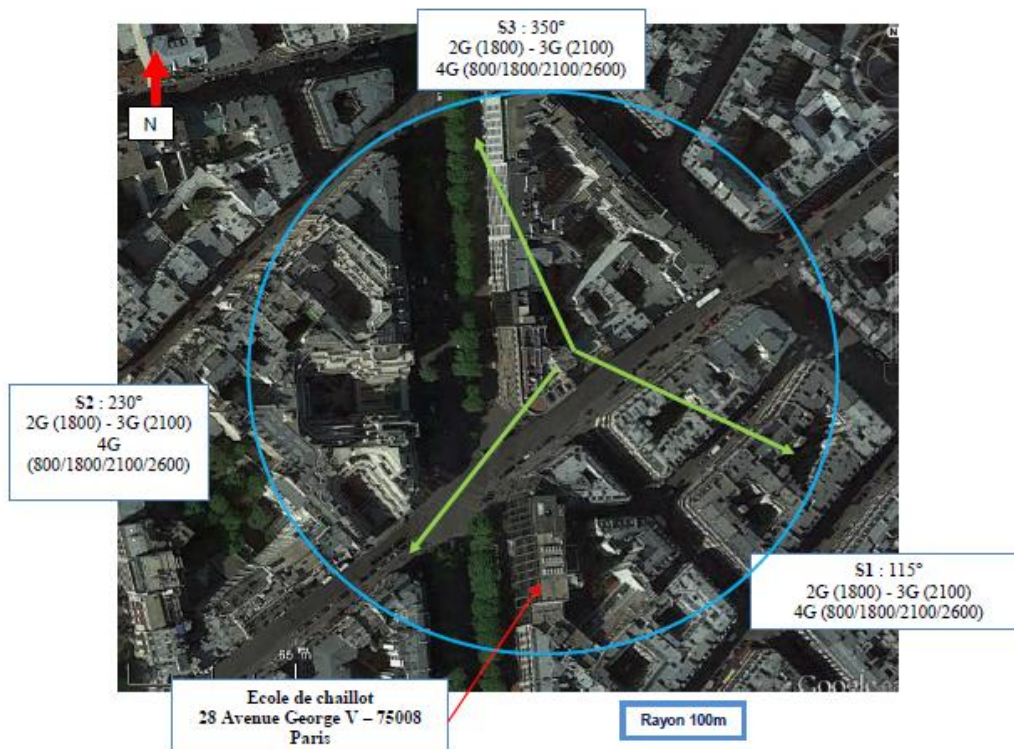 S3 : 350°
2G (1800) - 3G (2100)
4G (800/1800/2100/2600)
N
N
S2 : 230°
2G (1800) - 3G (2100)
4G
(800/1800/2100/2600)
S1 : 115°
2G (1800) - 3G (2100)
4G (800/1800/2100/2600)
65 m
Google
Ecole de chaillot
28 Avenue George V – 75008
Paris
Rayon 100m